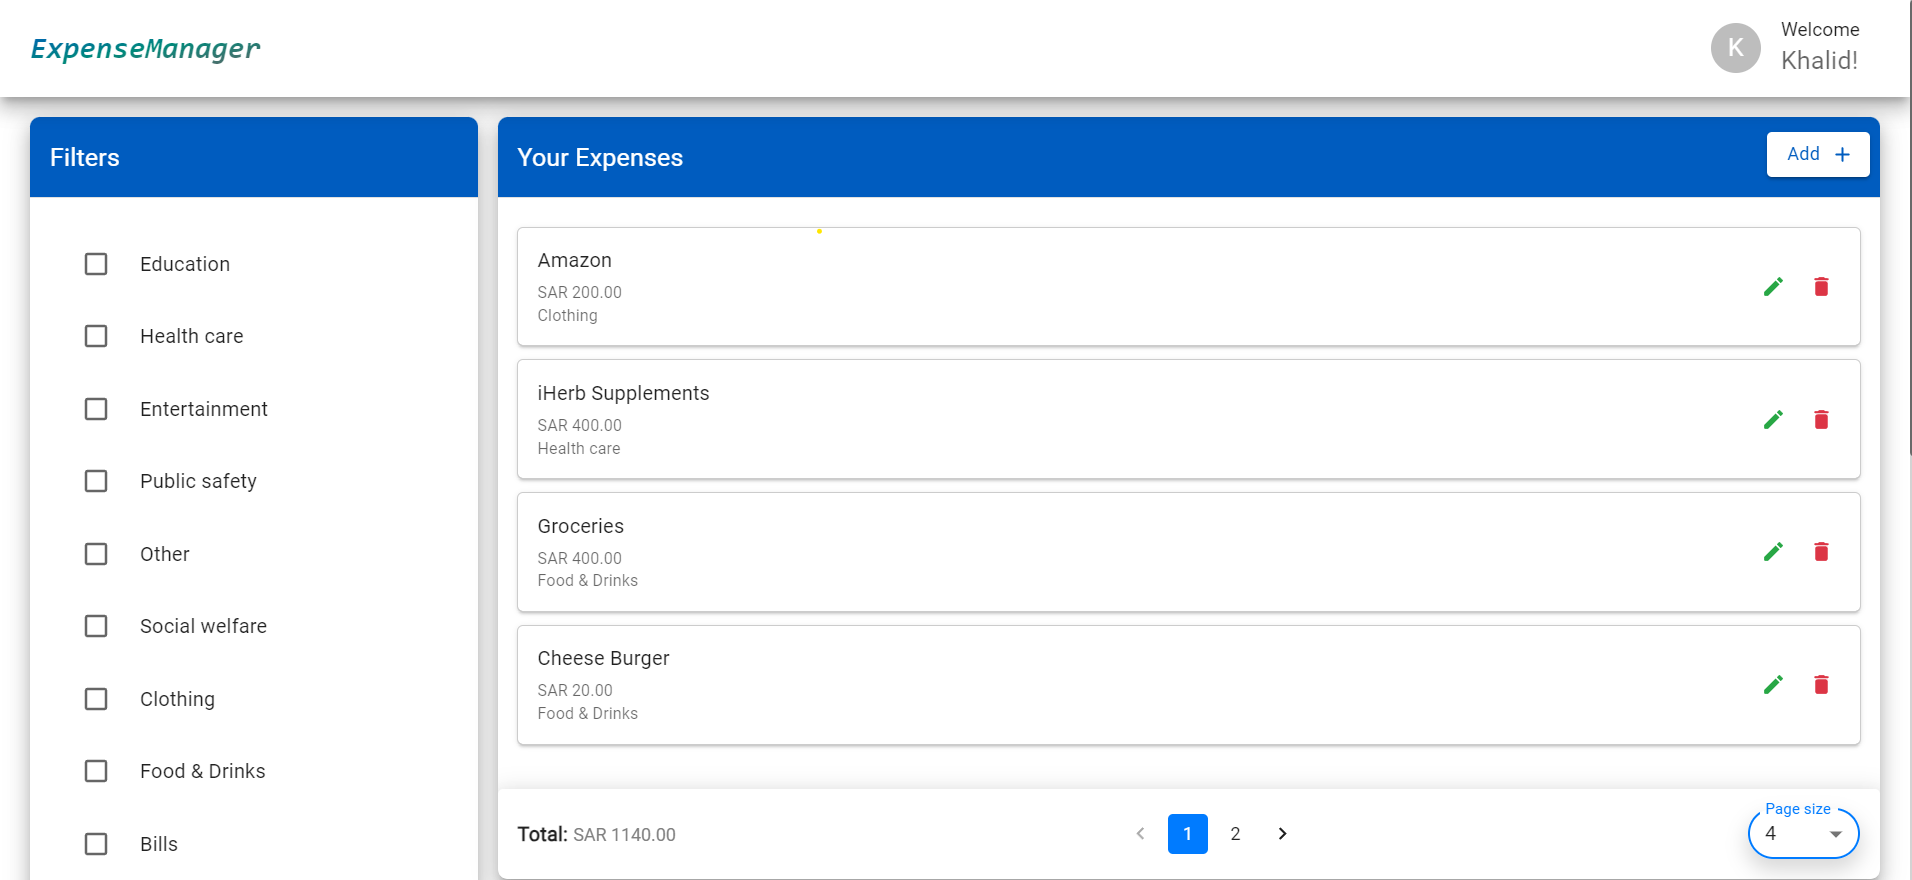 ExpenseManager
K
Welcome
Khalid!
Filters
Education
Health care
Entertainment
Public safety
Other
Social welfare
Clothing
Food & Drinks
Bills
Your Expenses
Add +
Amazon
SAR 200.00
Clothing
iHerb Supplements
SAR 400.00
Health care
Groceries
SAR 400.00
Food & Drinks
Cheese Burger
SAR 20.00
Food & Drinks
Total: SAR 1140.00
1 2
Page size
4